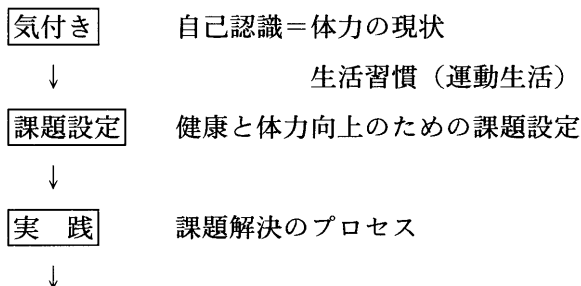 気付き 自己認識=体力の現状
↓ 生活習慣(運動生活)
課題設定 健康と体力向上のための課題設定
↓
実 践 課題解決のプロセス
↓